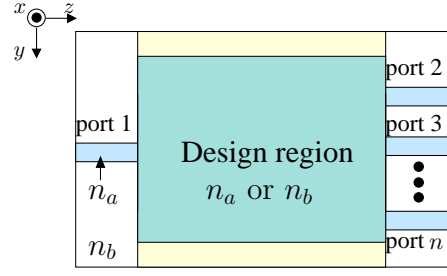 x z
y
port 2
port 1
port 3
Design region
n_a
n_a or n_b
n_b
port n